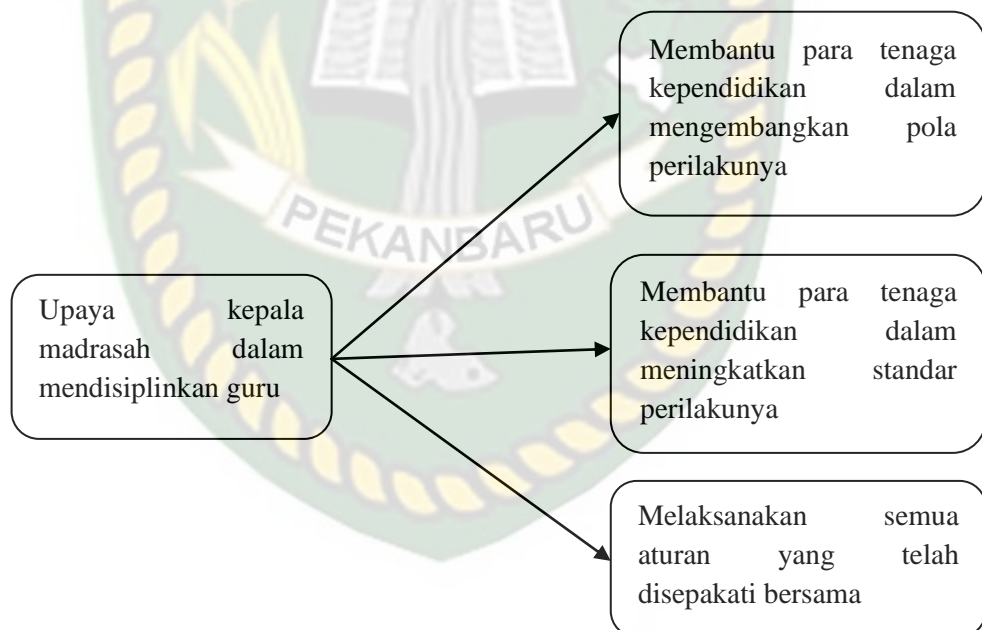 Membantu para tenaga
kependidikan dalam
mengembangkan pola
perilakunya
PEKANBARU
Upaya kepala
madrasah dalam
mendisiplinkan guru
Membantu para tenaga
kependidikan dalam
meningkatkan standar
perilakunya
Melaksanakan semua
aturan yang telah
disepakati bersama